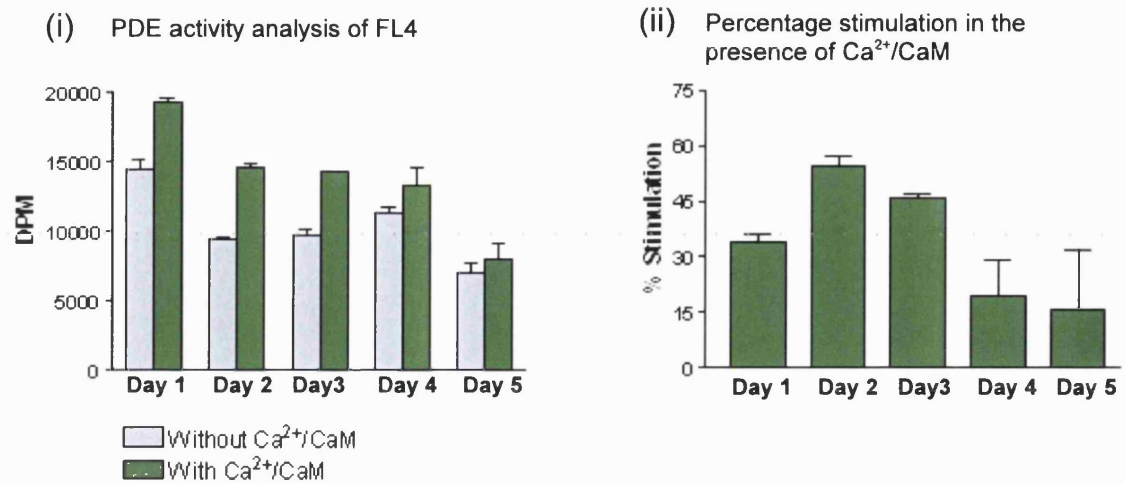 (i) PDE activity analysis of FL4
20000
15000
10000
5000
0
DPM
Day 1 Day 2 Day3 Day 4 Day 5
Without Ca²⁺/CaM
With Ca²⁺/CaM
(ii) Percentage stimulation in the
presence of Ca²⁺/CaM
75
60
45
30
15
0
% Stimulation
Day 1 Day 2 Day3 Day 4 Day 5